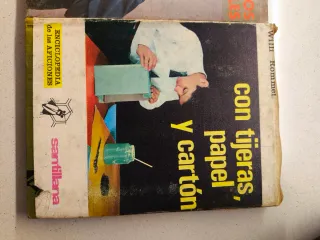 Willi Rommel
con tijeras,
papel
y cartón
ENCICLOPEDIA
de las AFICIONES
santillana